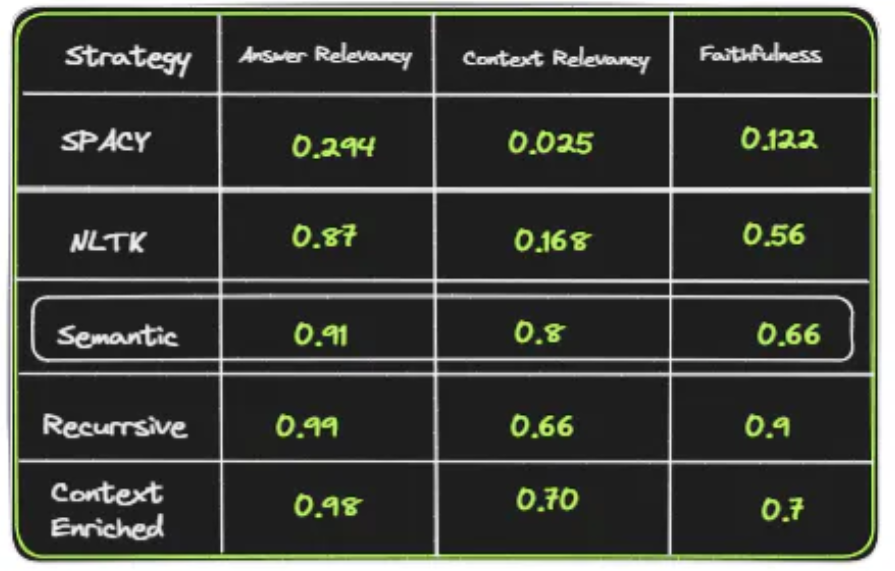 Strategy Answer Relevancy Context Relevancy Faithfulness
SPACY 0.294 0.025 0.122
NLTK 0.87 0.168 0.56
Semantic 0.91 0.8 0.66
Recurrsive 0.99 0.66 0.9
Context
Enriched 0.98 0.70 0.7